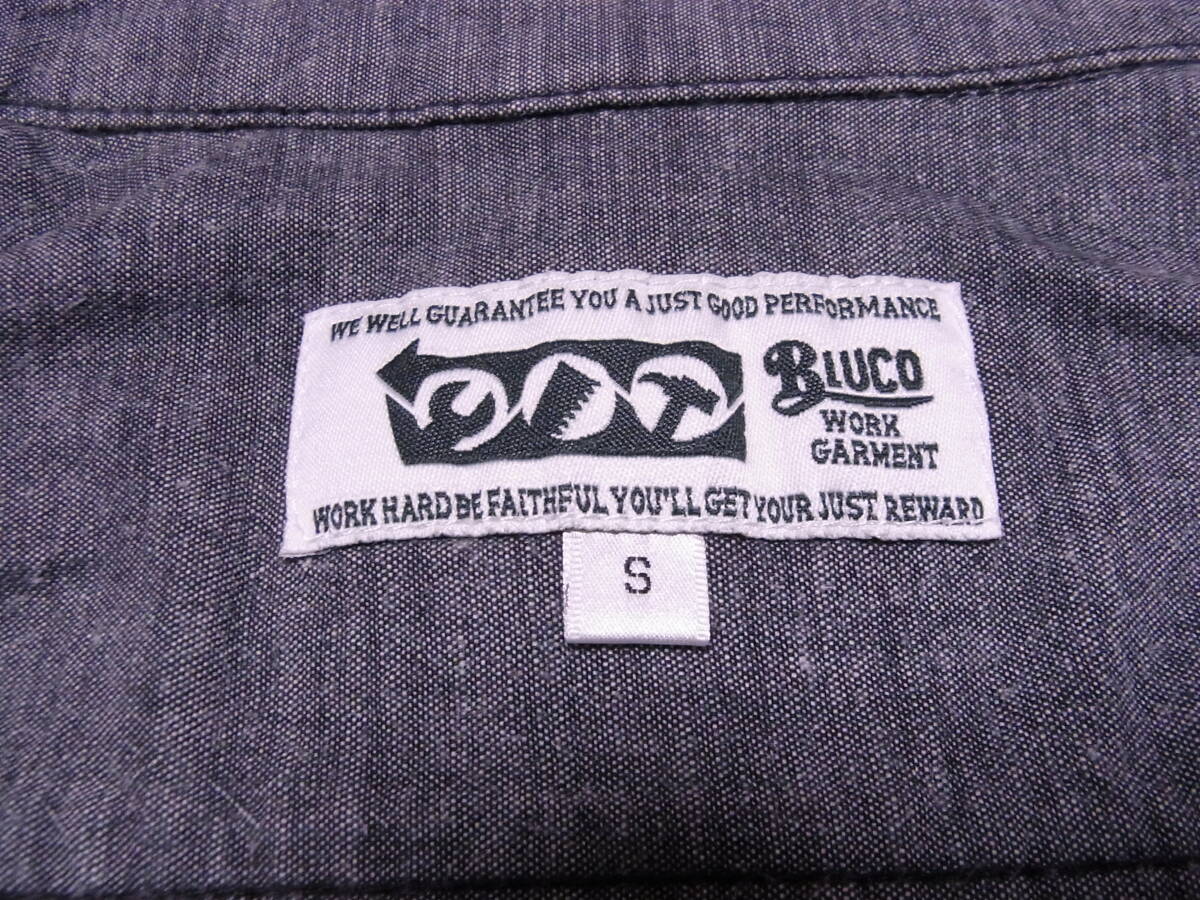 WE WELL GUARANTEE YOU A JUST GOOD PERFORMANCE
BLUCO
WORK
GARMENT
WORK HARD BE FAITHFUL YOU'LL GET YOUR JUST REWARD
S